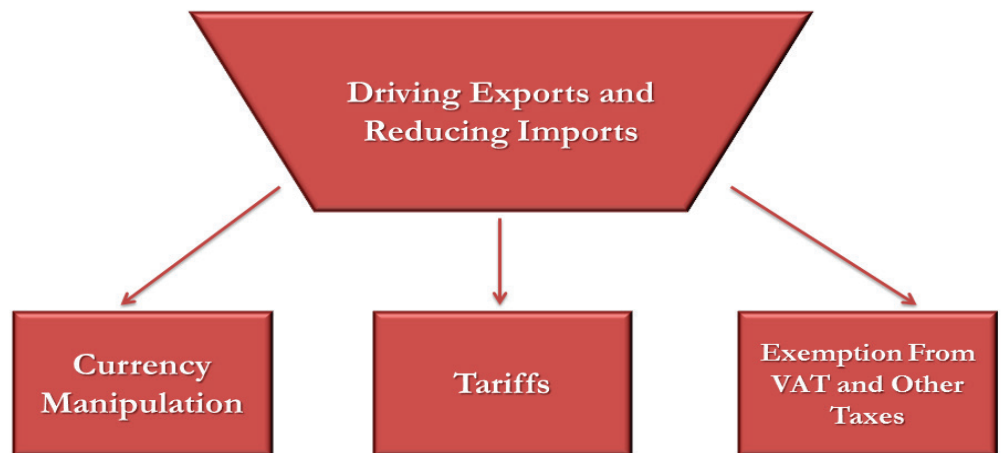 Driving Exports and
Reducing Imports
Currency
Manipulation
Tariffs
Exemption From
VAT and Other
Taxes